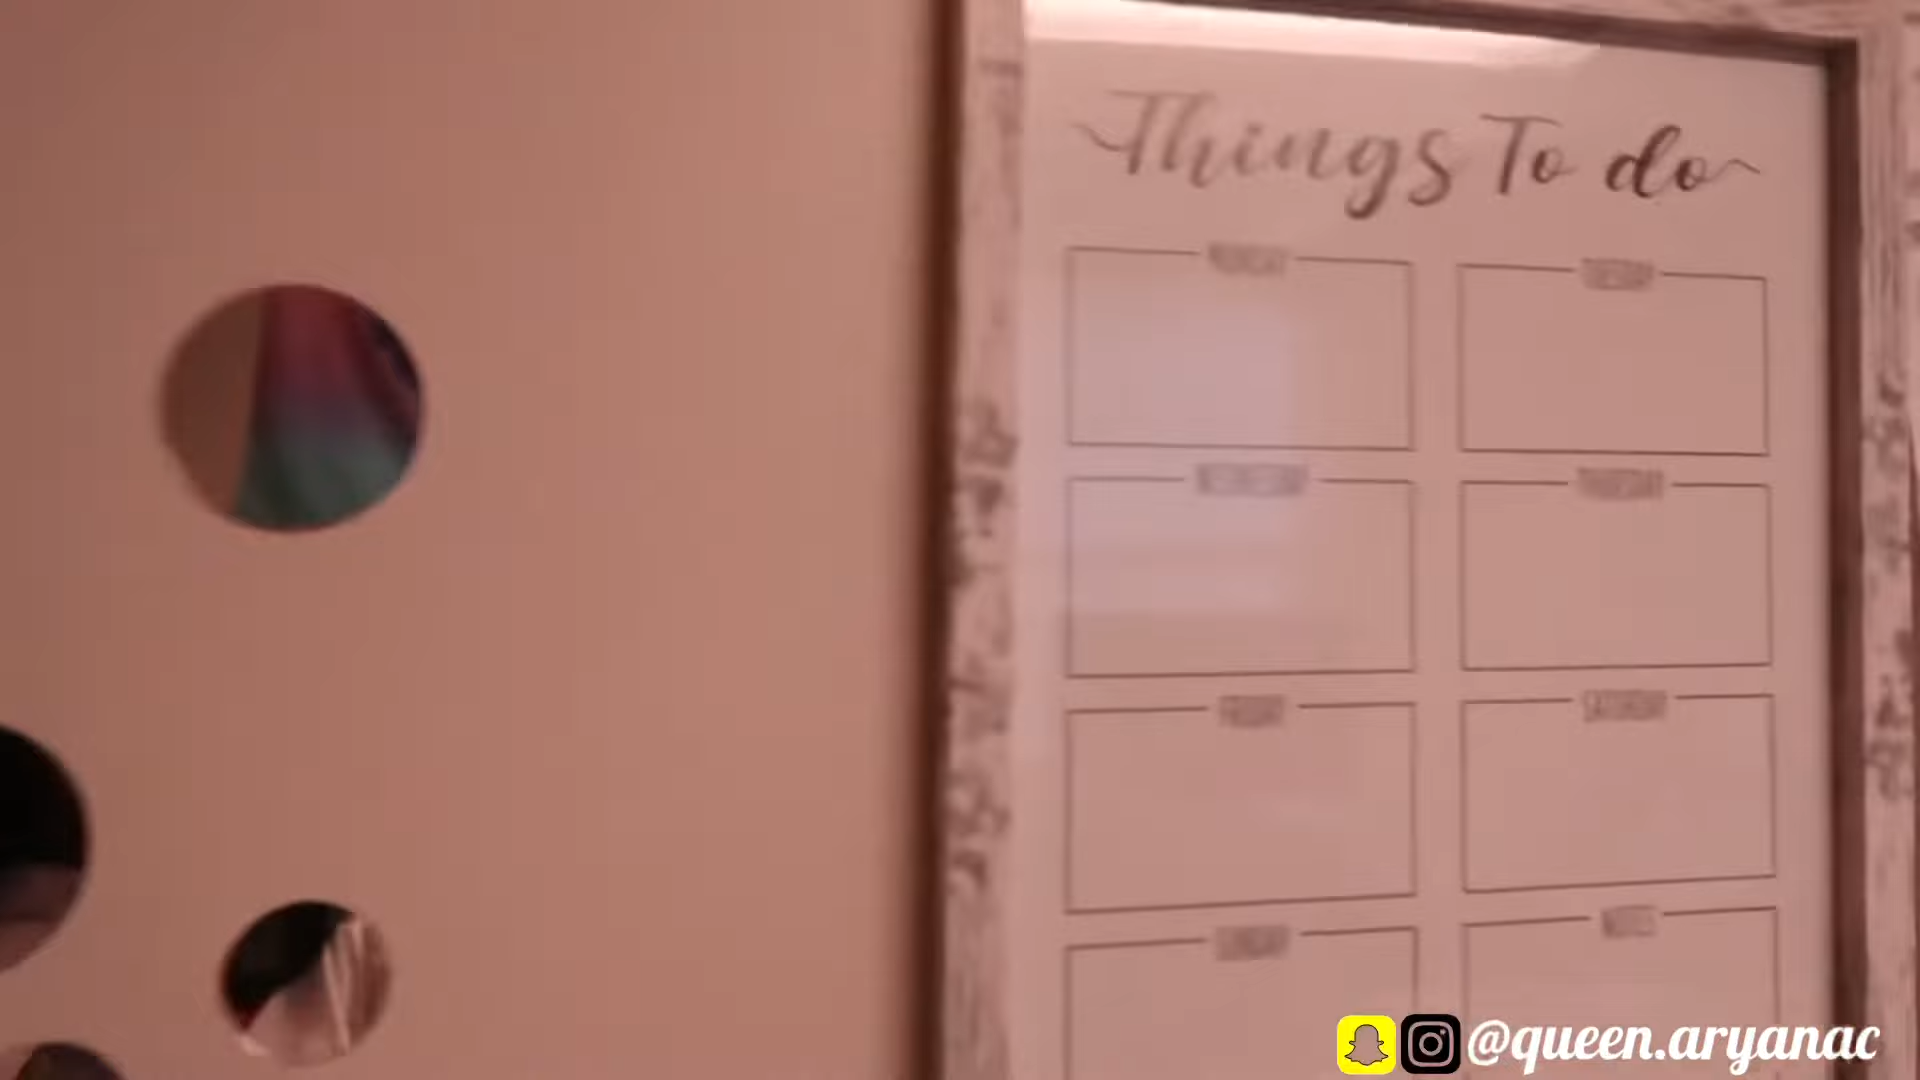 Things To do
MONDAY TUESDAY
WEDNESDAY THURSDAY
FRIDAY SATURDAY
SUNDAY NOTES
@queen.aryanac